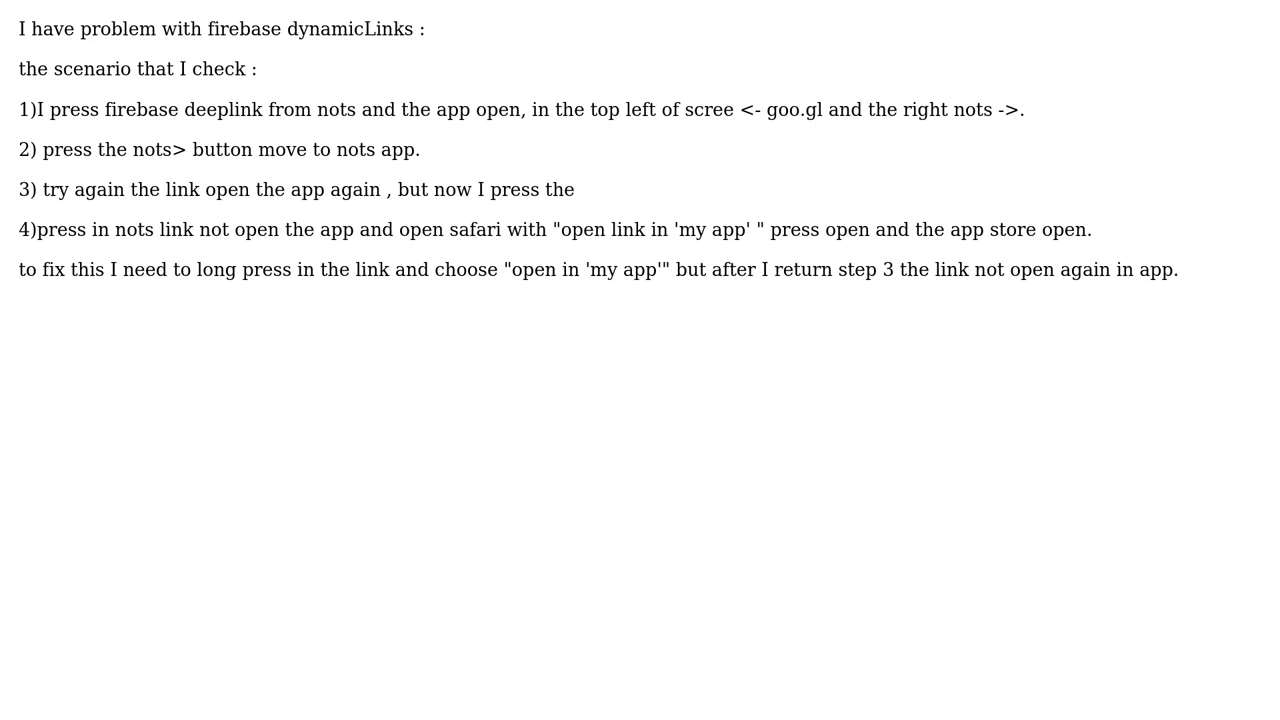 I have problem with firebase dynamicLinks :
the scenario that I check :
1)I press firebase deeplink from nots and the app open, in the top left of scree <- goo.gl and the right nots ->.
2) press the nots> button move to nots app.
3) try again the link open the app again , but now I press the
4)press in nots link not open the app and open safari with "open link in 'my app' " press open and the app store open.
to fix this I need to long press in the link and choose "open in 'my app'" but after I return step 3 the link not open again in app.